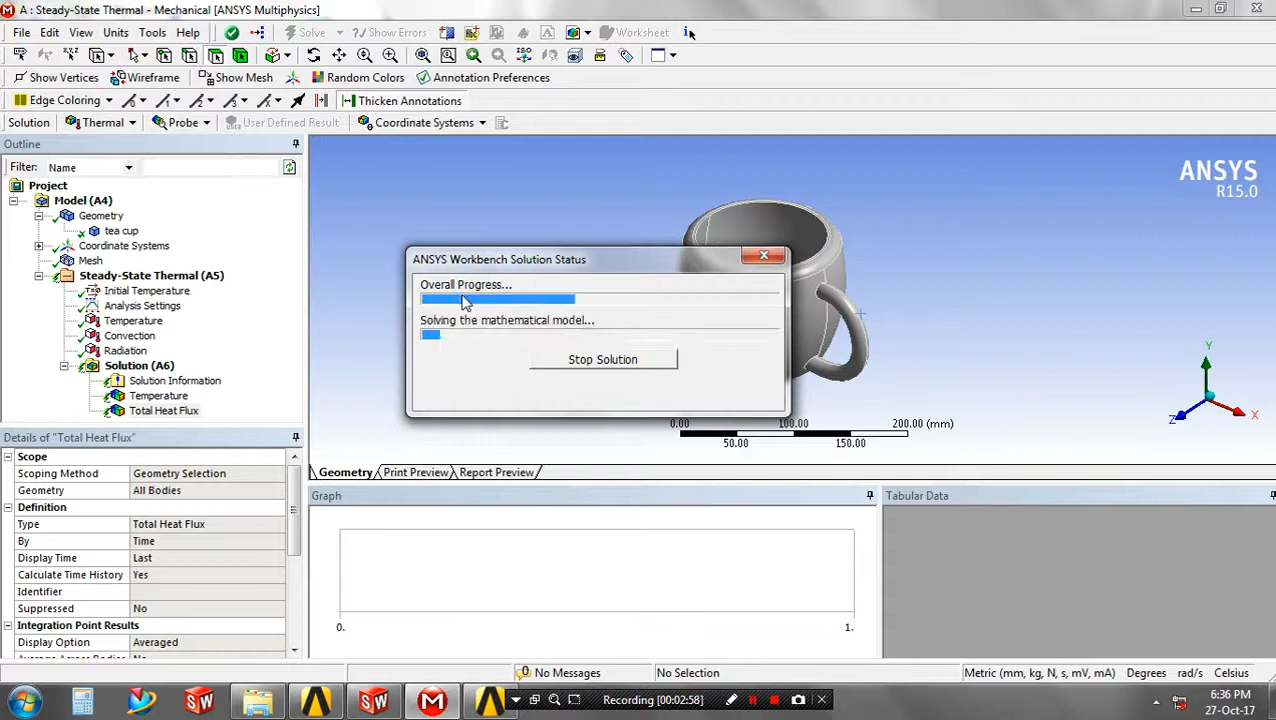 A : Steady-State Thermal - Mechanical [ANSYS Multiphysics]
File Edit View Units Tools Help Solve Show Errors Worksheet
Show Vertices Wireframe Show Mesh Random Colors Annotation Preferences
Edge Coloring Thicken Annotations
Solution Thermal Probe User Defined Result Coordinate Systems
Outline
Filter: Name
Project
Model (A4)
Geometry
tea cup
Coordinate Systems
Mesh
Steady-State Thermal (A5)
Initial Temperature
Analysis Settings
Temperature
Convection
Radiation
Solution (A6)
Solution Information
Temperature
Total Heat Flux
Details of "Total Heat Flux"
Scope
Scoping Method Geometry Selection
Geometry All Bodies
Definition
Type Total Heat Flux
By Time
Display Time Last
Calculate Time History Yes
Identifier
Suppressed No
Integration Point Results
Display Option Averaged
ANSYS
R15.0
ANSYS Workbench Solution Status
Overall Progress...
Solving the mathematical model...
Stop Solution
0.00 100.00 200.00 (mm)
50.00 150.00
Y
Z X
Geometry Print Preview Report Preview
Graph
0. 1.
Tabular Data
0 No Messages No Selection Metric (mm, kg, N, s, mV, mA) Degrees rad/s Celsius
Recording [00:02:58]
6:36 PM
27-Oct-17